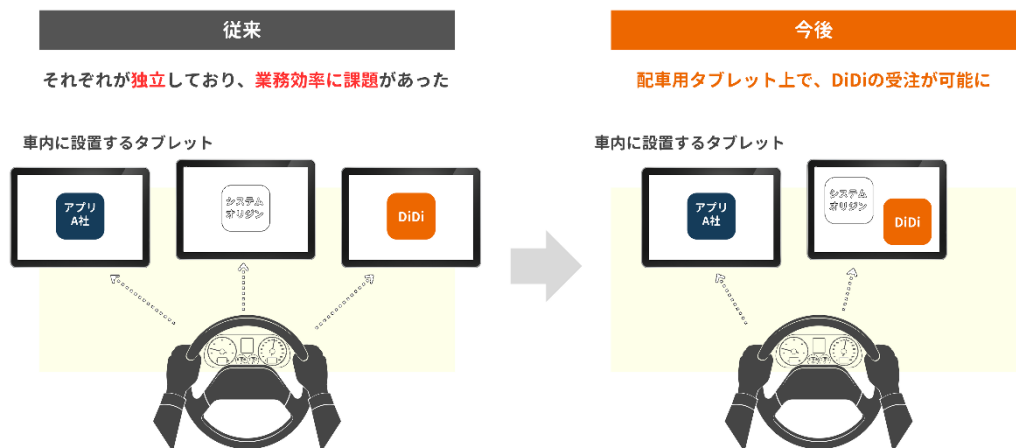 従来
それぞれが独立しており、業務効率に課題があった
車内に設置するタブレット
アプリ
A社
システム
オリジン
DiDi
今後
配車用タブレット上で、DiDiの受注が可能に
車内に設置するタブレット
アプリ
A社
システム
オリジン
DiDi